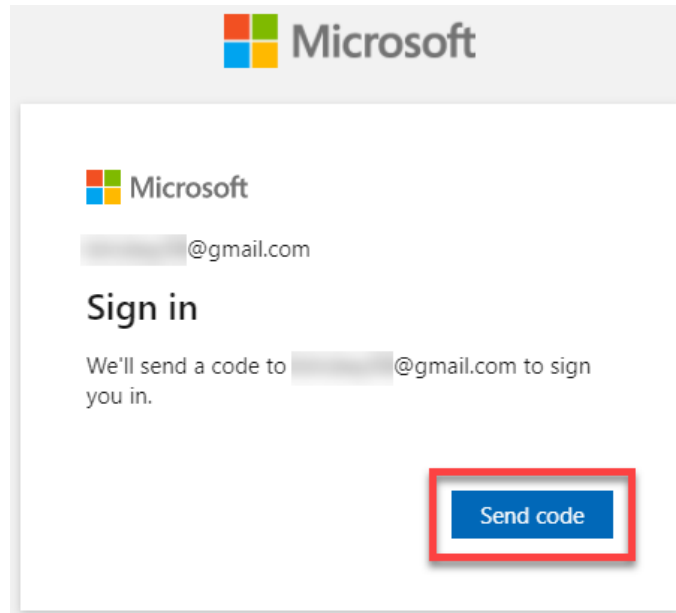 Microsoft
Microsoft
@gmail.com
Sign in
We'll send a code to @gmail.com to sign
you in.
Send code